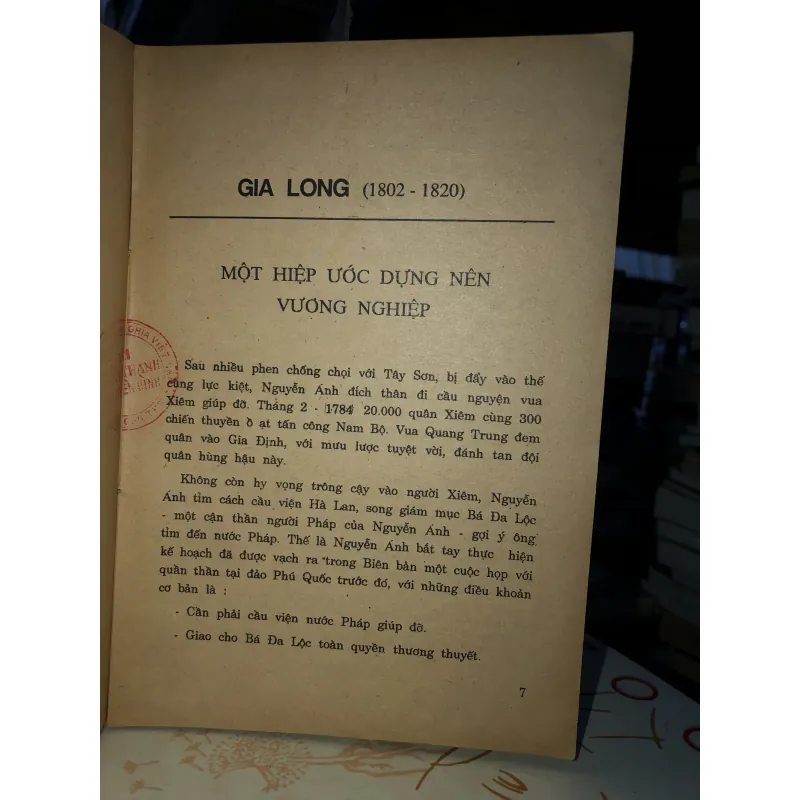 GIA LONG (1802 - 1820)
MỘT HIỆP ƯỚC DỰNG NÊN
VƯƠNG NGHIỆP
Sau nhiều phen chống chọi với Tây Sơn, bị đẩy vào thế
cùng lực kiệt, Nguyễn Ánh đích thân đi cầu nguyện vua
Xiêm giúp đỡ. Tháng 2 - 1784 20.000 quân Xiêm cùng 300
chiến thuyền ồ ạt tấn công Nam Bộ. Vua Quang Trung đem
quân vào Gia Định, với mưu lược tuyệt vời, đánh tan đội
quân hùng hậu này.
Không còn hy vọng trông cậy vào người Xiêm, Nguyễn
Ánh tìm cách cầu viện Hà Lan, song giám mục Bá Đa Lộc
- một cận thần người Pháp của Nguyễn Ánh - gợi ý ông
tìm đến nước Pháp. Thế là Nguyễn Ánh bắt tay thực hiện
kế hoạch đã được vạch ra "trong Biên bản một cuộc họp với
quần thần tại đảo Phú Quốc trước đó, với những điều khoản
cơ bản là :
- Cần phải cầu viện nước Pháp giúp đỡ.
- Giao cho Bá Đa Lộc toàn quyền thương thuyết.
7